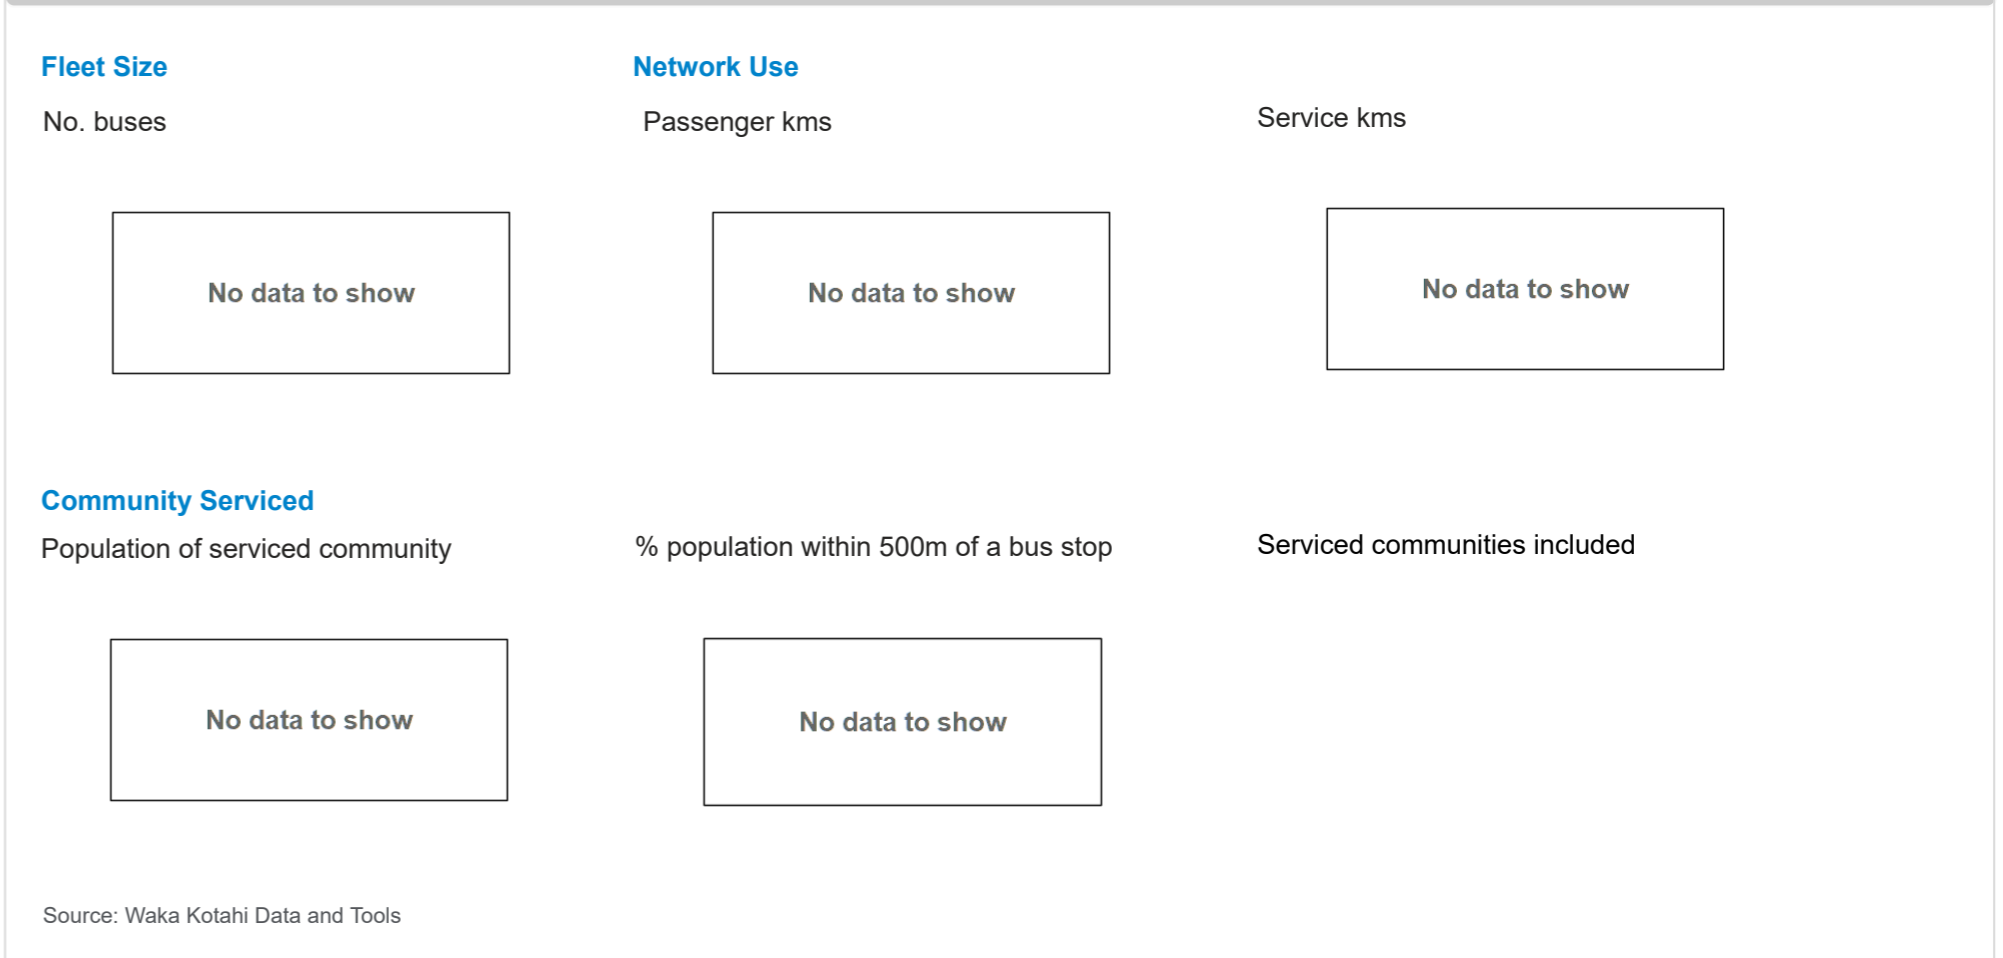 Fleet Size
Network Use
No. buses
Passenger kms
Service kms
No data to show
No data to show
No data to show
Community Serviced
Population of serviced community
% population within 500m of a bus stop
Serviced communities included
No data to show
No data to show
Source: Waka Kotahi Data and Tools